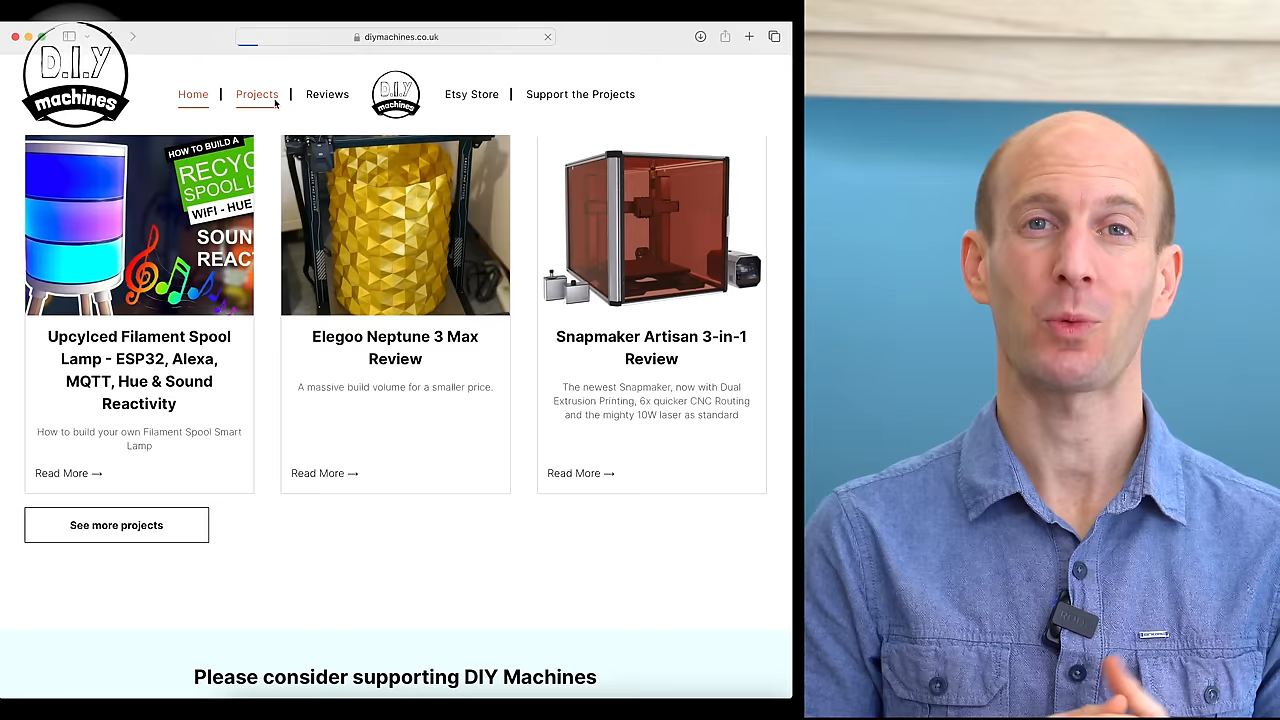 diymachines.co.uk
D.I.Y
machines
Home
Projects
Reviews
D.I.Y
machines
Etsy Store
Support the Projects
HOW TO BUILD A
RECYC
SPOOL L
WIFI - HUE
SOUN
REAC
Upcylced Filament Spool
Lamp - ESP32, Alexa,
MQTT, Hue & Sound
Reactivity
How to build your own Filament Spool Smart
Lamp
Read More →
Elegoo Neptune 3 Max
Review
A massive build volume for a smaller price.
Read More →
Snapmaker Artisan 3-in-1
Review
The newest Snapmaker, now with Dual
Extrusion Printing, 6x quicker CNC Routing
and the mighty 10W laser as standard
Read More →
See more projects
Please consider supporting DIY Machines